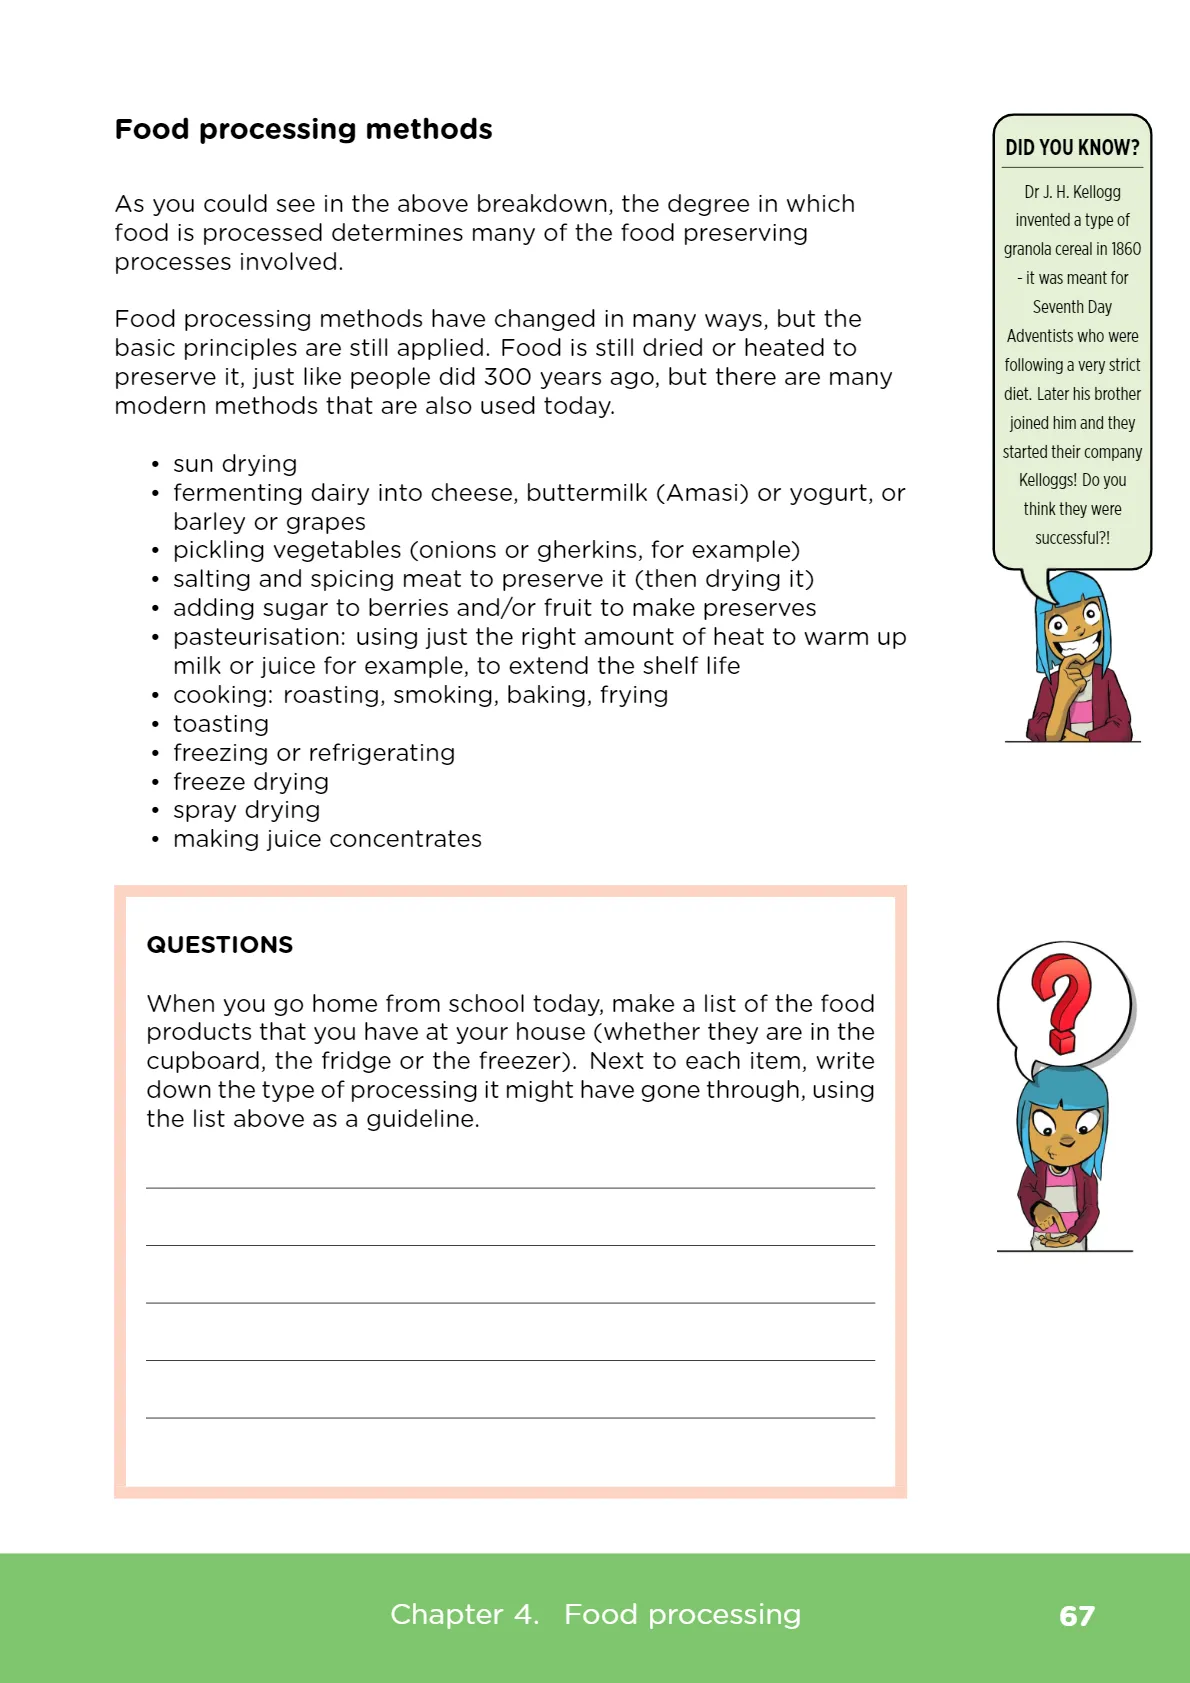 Food processing methods
As you could see in the above breakdown, the degree in which
food is processed determines many of the food preserving
processes involved.
Food processing methods have changed in many ways, but the
basic principles are still applied. Food is still dried or heated to
preserve it, just like people did 300 years ago, but there are many
modern methods that are also used today.
• sun drying
• fermenting dairy into cheese, buttermilk (Amasi) or yogurt, or
barley or grapes
• pickling vegetables (onions or gherkins, for example)
• salting and spicing meat to preserve it (then drying it)
• adding sugar to berries and/or fruit to make preserves
• pasteurisation: using just the right amount of heat to warm up
milk or juice for example, to extend the shelf life
• cooking: roasting, smoking, baking, frying
• toasting
• freezing or refrigerating
• freeze drying
• spray drying
• making juice concentrates
DID YOU KNOW?
Dr J. H. Kellogg
invented a type of
granola cereal in 1860
- it was meant for
Seventh Day
Adventists who were
following a very strict
diet. Later his brother
joined him and they
started their company
Kelloggs! Do you
think they were
successful?!
QUESTIONS
When you go home from school today, make a list of the food
products that you have at your house (whether they are in the
cupboard, the fridge or the freezer). Next to each item, write
down the type of processing it might have gone through, using
the list above as a guideline.
?
Chapter 4. Food processing
67